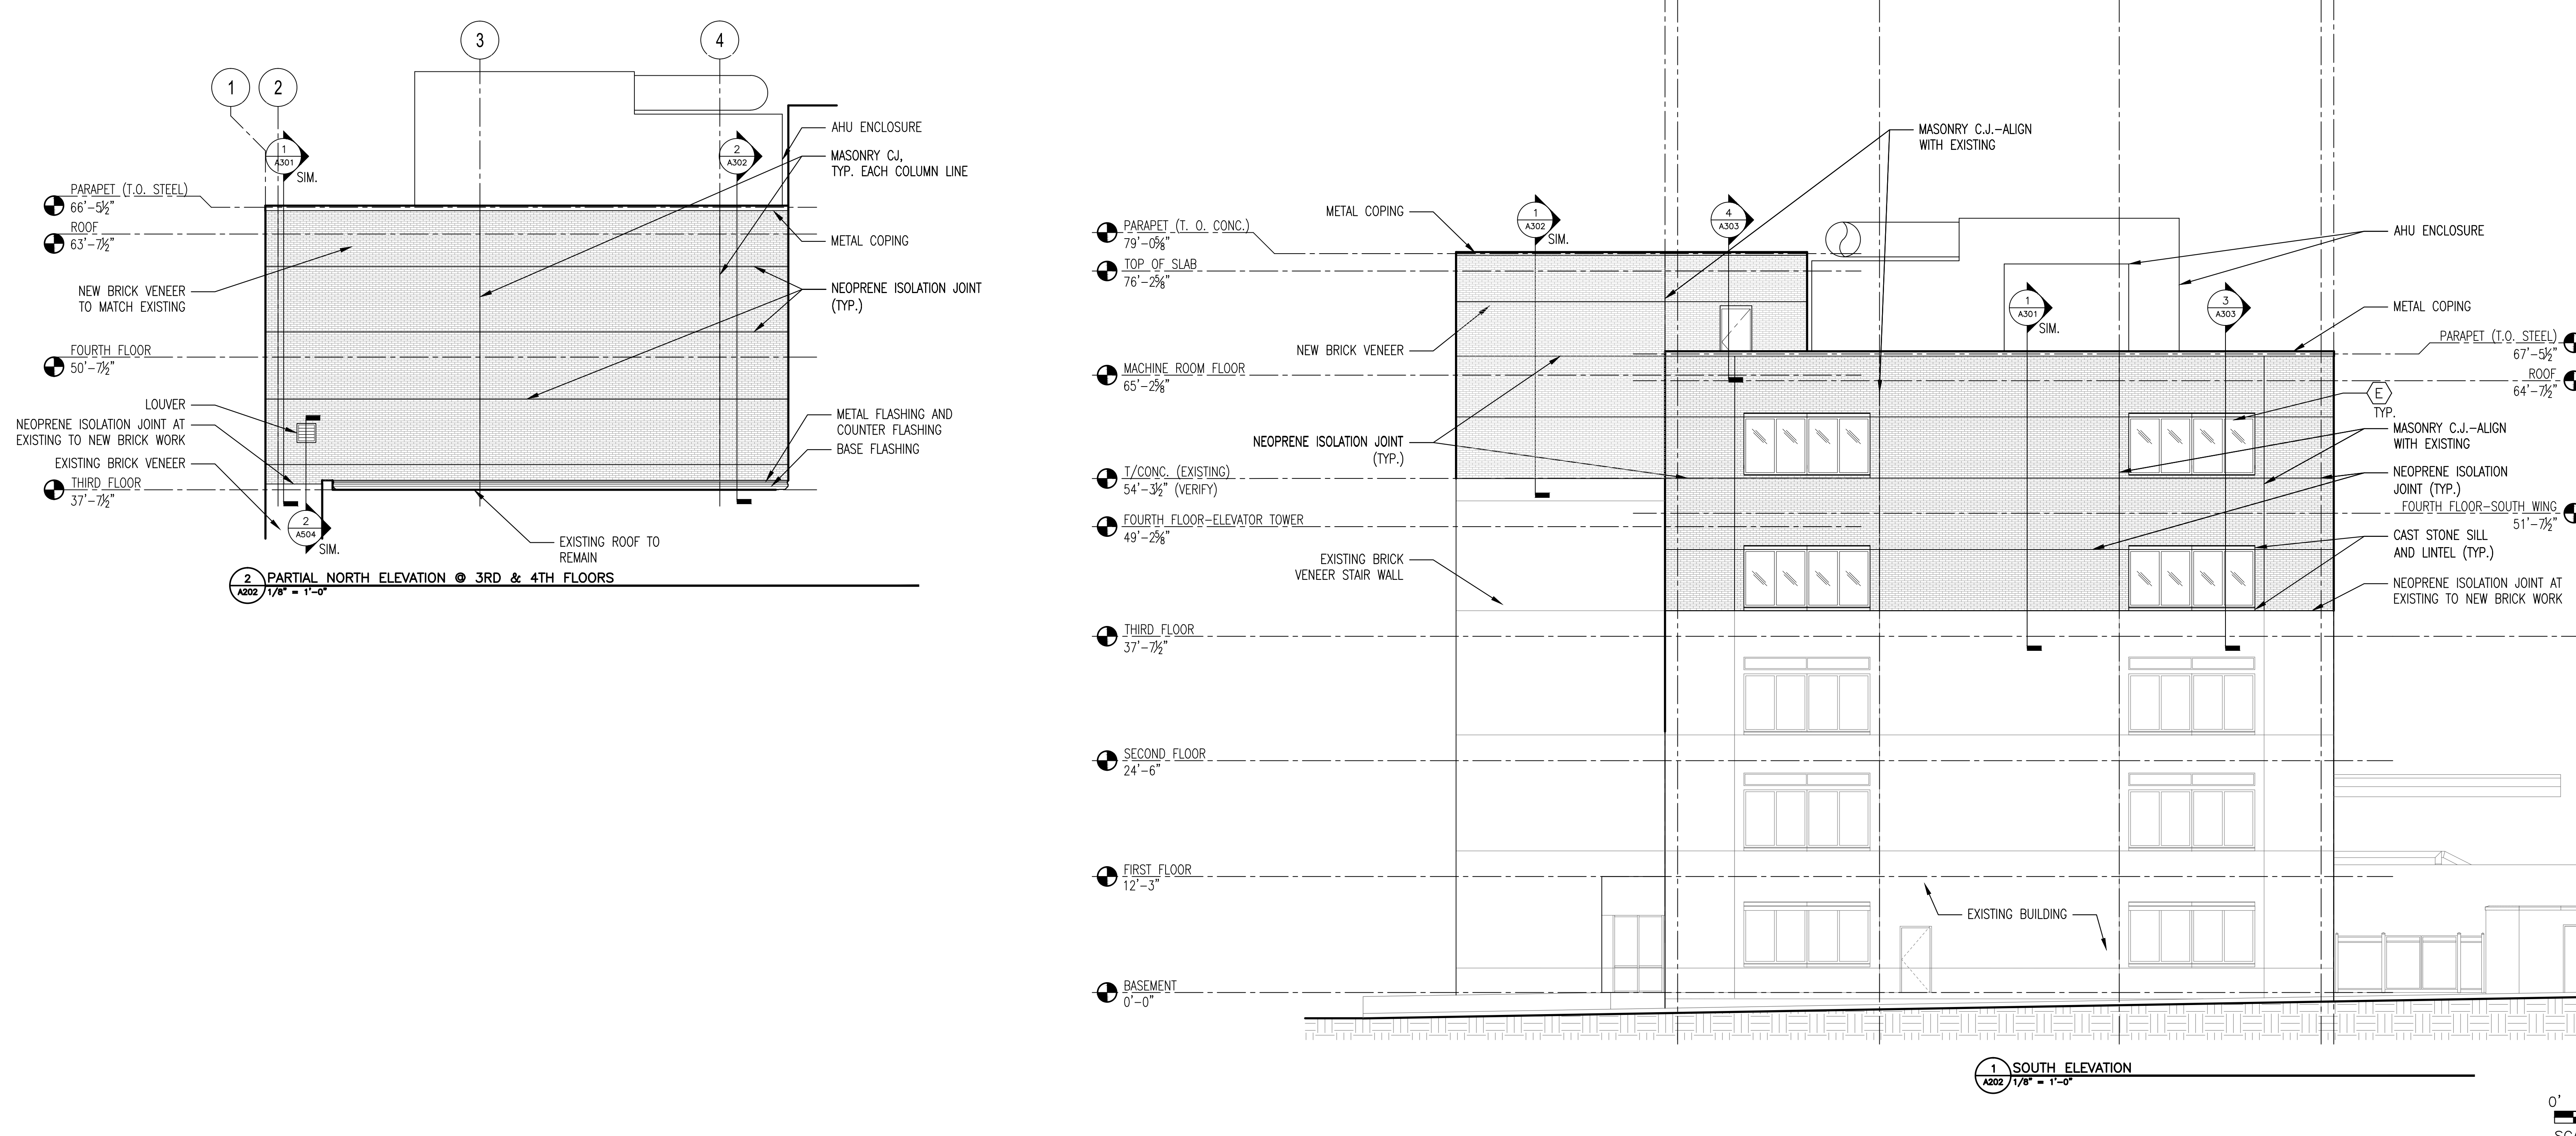 3
4
1
2
1
A301
SIM.
2
A302
AHU ENCLOSURE
MASONRY CJ,
TYP. EACH COLUMN LINE
PARAPET (T.O. STEEL)
66'-5½"
ROOF
63'-7½"
METAL COPING
NEW BRICK VENEER
TO MATCH EXISTING
NEOPRENE ISOLATION JOINT
(TYP.)
FOURTH FLOOR
50'-7½"
LOUVER
NEOPRENE ISOLATION JOINT AT
EXISTING TO NEW BRICK WORK
METAL FLASHING AND
COUNTER FLASHING
BASE FLASHING
EXISTING BRICK VENEER
THIRD FLOOR
37'-7½"
2
A504
SIM.
EXISTING ROOF TO
REMAIN
2
A202
PARTIAL NORTH ELEVATION @ 3RD & 4TH FLOORS
1/8" = 1'-0"
MASONRY C.J.-ALIGN
WITH EXISTING
METAL COPING
1
A302
SIM.
4
A303
PARAPET (T. O. CONC.)
79'-0⅝"
AHU ENCLOSURE
TOP OF SLAB
76'-2⅝"
1
A301
SIM.
3
A303
METAL COPING
NEW BRICK VENEER
PARAPET (T.O. STEEL)
67'-5½"
MACHINE ROOM FLOOR
65'-2⅝"
ROOF
64'-7½"
E
TYP.
MASONRY C.J.-ALIGN
WITH EXISTING
NEOPRENE ISOLATION JOINT
(TYP.)
T/CONC. (EXISTING)
54'-3½" (VERIFY)
NEOPRENE ISOLATION
JOINT (TYP.)
FOURTH FLOOR-SOUTH WING
51'-7½"
FOURTH FLOOR-ELEVATOR TOWER
49'-2⅝"
CAST STONE SILL
AND LINTEL (TYP.)
EXISTING BRICK
VENEER STAIR WALL
NEOPRENE ISOLATION JOINT AT
EXISTING TO NEW BRICK WORK
THIRD FLOOR
37'-7½"
SECOND FLOOR
24'-6"
FIRST FLOOR
12'-3"
EXISTING BUILDING
BASEMENT
0'-0"
1
A202
SOUTH ELEVATION
1/8" = 1'-0"
0'